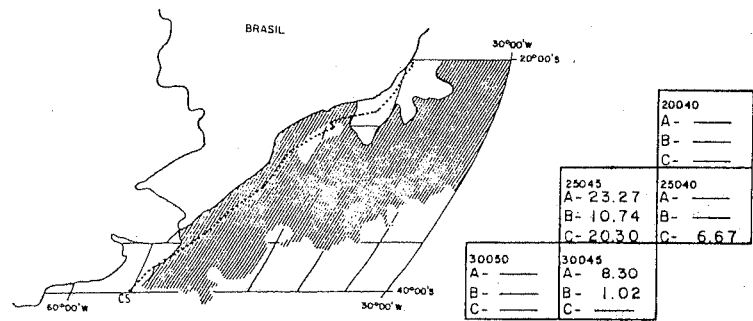 BRASIL
30°00'W
20°00'S
20040
A- ——
B- ——
C- ——
25045
A- 23.27
B- 10.74
C- 20.30
25040
A- ——
B- ——
C- 6.67
30050
A- ——
B- ——
C- ——
30045
A- 8.30
B- 1.02
C- ——
60°00'W
CS
30°00'W
40°00'S